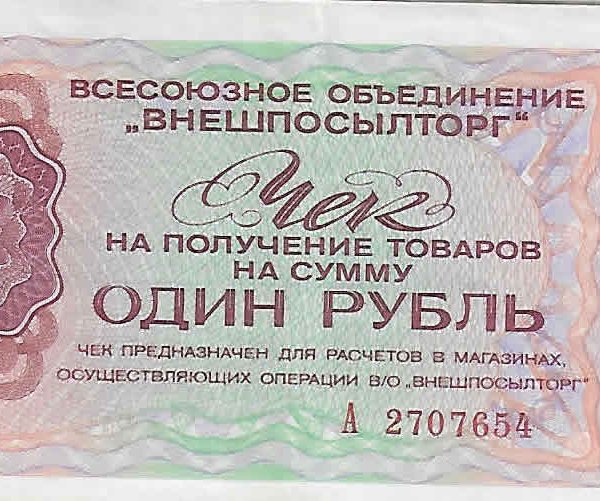 ВСЕСОЮЗНОЕ ОБЪЕДИНЕНИЕ
„ВНЕШПОСЫЛТОРГ“
Чек
НА ПОЛУЧЕНИЕ ТОВАРОВ
НА СУММУ
ОДИН РУБЛЬ
ЧЕК ПРЕДНАЗНАЧЕН ДЛЯ РАСЧЕТОВ В МАГАЗИНАХ,
ОСУЩЕСТВЛЯЮЩИХ ОПЕРАЦИИ В/О „ВНЕШПОСЫЛТОРГ“
А 2707654